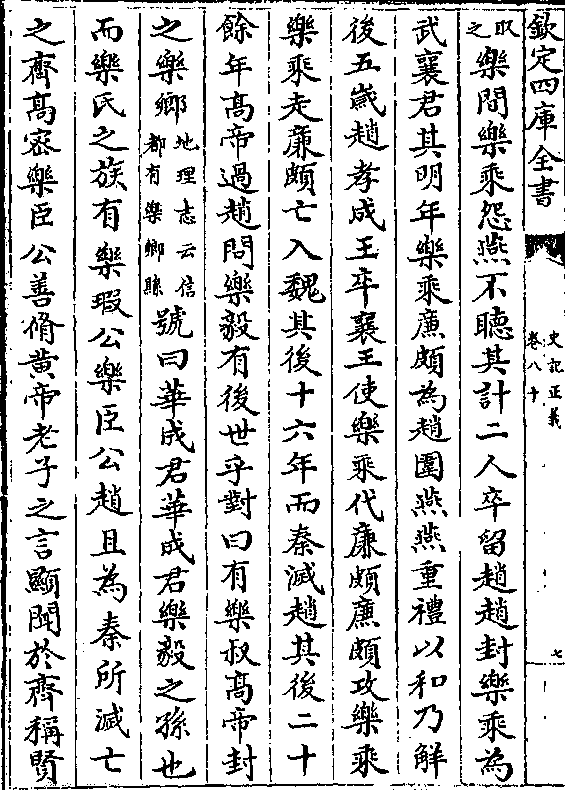 欽定四庫全書
史記正義
卷八十
七
取之樂間樂乘怨燕不聽其計二人卒留趙趙封樂乘為
武襄君其明年樂乘廉頗為趙圍燕燕重禮以和乃解
後五嵗趙孝成王卒襄王使樂乘代廉頗廉頗攻樂乘
樂乘走廉頗亡入魏其後十六年而秦滅趙其後二十
餘年髙帝過趙問樂毅有後世乎對曰有樂叔髙帝封
之樂鄉地理志云信都有樂鄉縣號曰華成君華成君樂毅之孫也
而樂氏之族有樂瑕公樂臣公趙且為秦所滅亡
之齊髙宻樂臣公善脩黄帝老子之言顯聞於齊稱賢